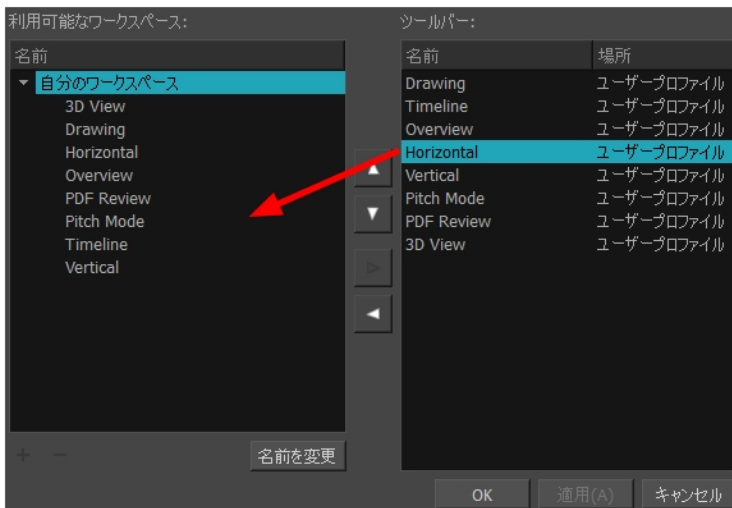 利用可能なワークスペース:
名前
自分のワークスペース
3D View
Drawing
Horizontal
Overview
PDF Review
Pitch Mode
Timeline
Vertical
名前を変更
ツールバー:
名前 場所
Drawing ユーザープロファイル
Timeline ユーザープロファイル
Overview ユーザープロファイル
Horizontal ユーザープロファイル
Vertical ユーザープロファイル
Pitch Mode ユーザープロファイル
PDF Review ユーザープロファイル
3D View ユーザープロファイル
OK 適用(A) キャンセル